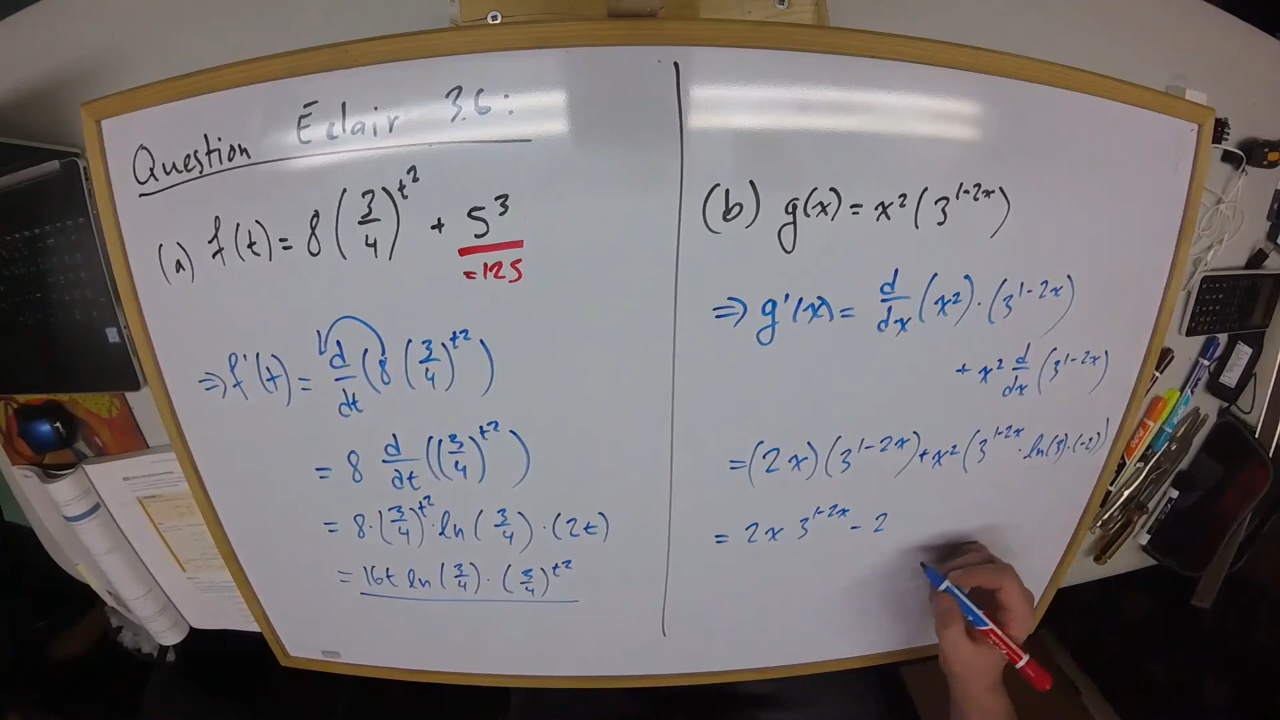 Question Eclair 3.6:
(a) f(t) = 8(3/4)^t² + 5³
=125
⇒ f'(t) = d/dt (8(3/4)^t²)
= 8 d/dt ((3/4)^t²)
= 8·(3/4)^t² · ln(3/4) · (2t)
= 16t ln(3/4) · (3/4)^t²
(b) g(x) = x²(3^1-2x)
⇒ g'(x) = d/dx (x²) · (3^1-2x)
+ x² d/dx (3^1-2x)
= (2x)(3^1-2x) + x²(3^1-2x · ln(3)·(-2))
= 2x 3^1-2x - 2